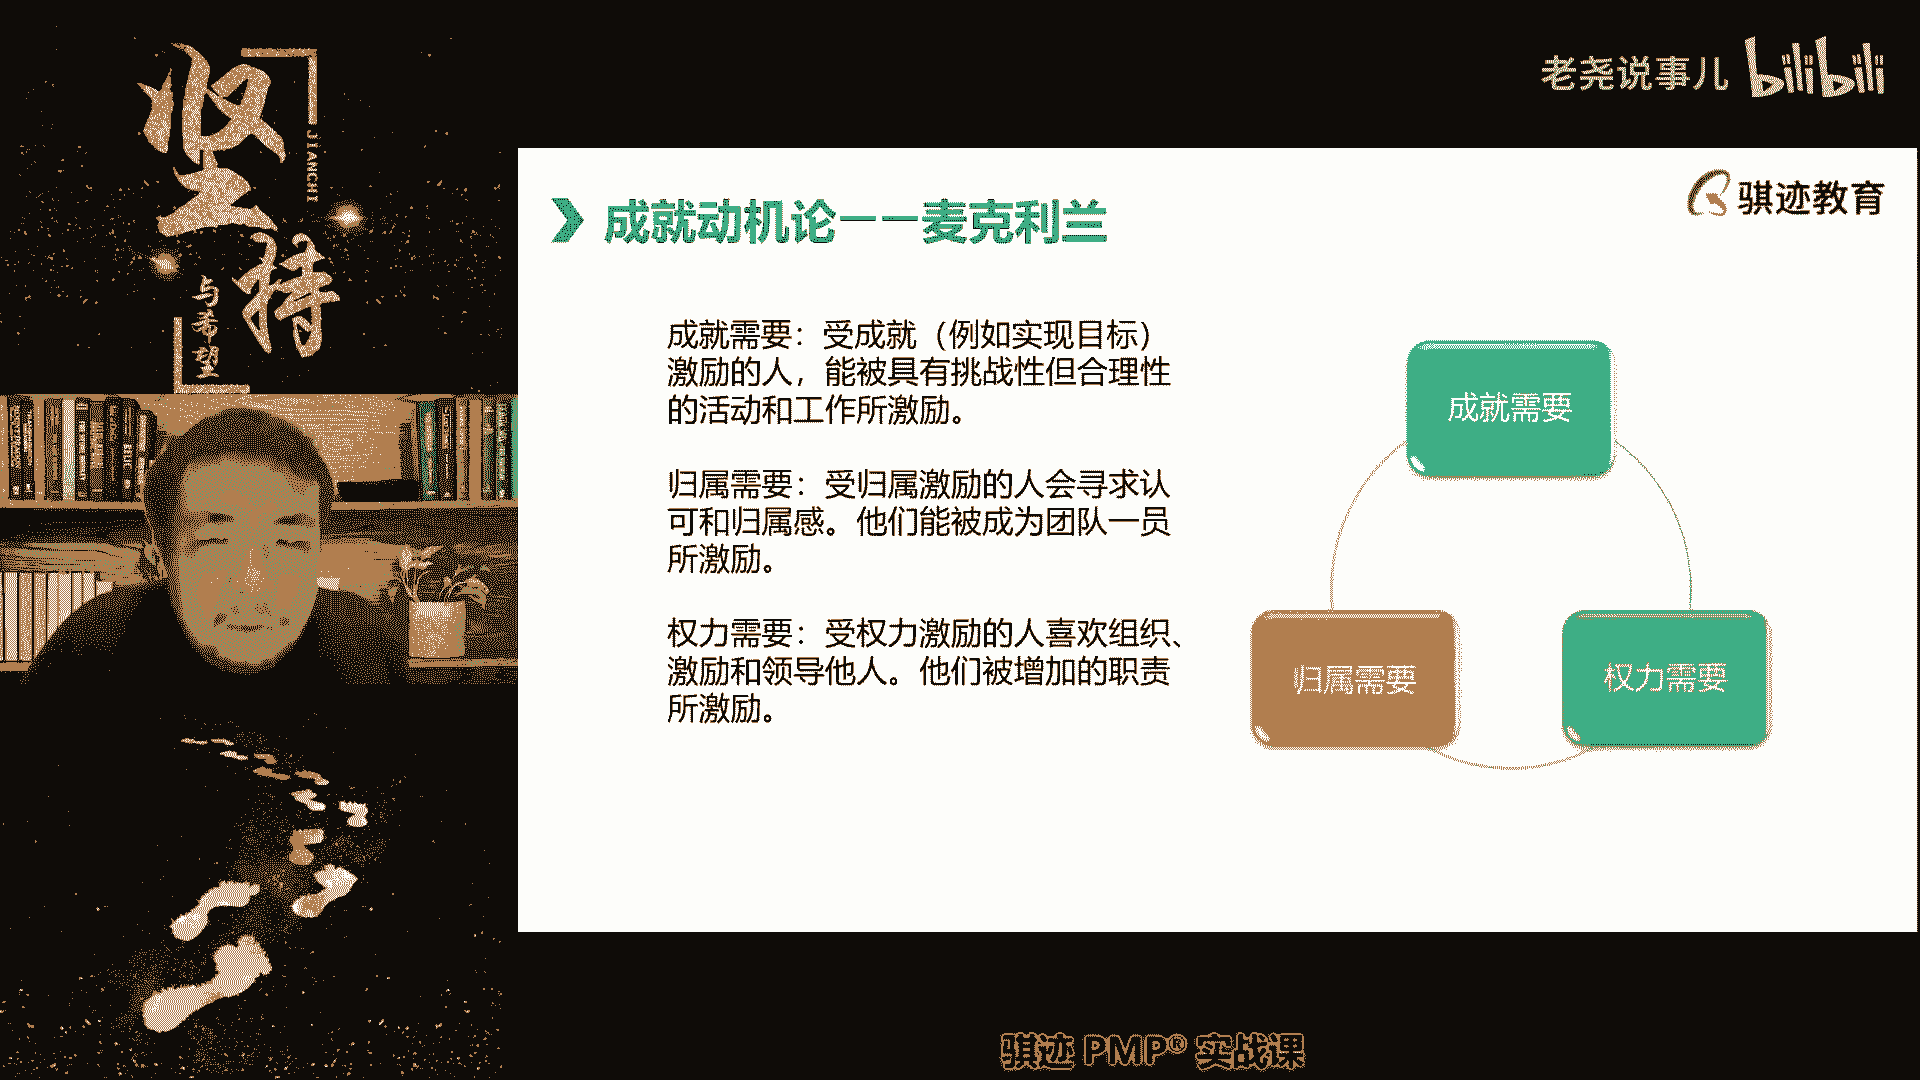 坚持
JIANCHI
与希望
老尧说事儿 bilibili
骐迹教育
成就动机论——麦克利兰
成就需要：受成就（例如实现目标）
激励的人，能被具有挑战性但合理性
的活动和工作所激励。
归属需要：受归属激励的人会寻求认
可和归属感。他们能被成为团队一员
所激励。
权力需要：受权力激励的人喜欢组织、
激励和领导他人。他们被增加的职责
所激励。
成就需要
归属需要
权力需要
骐迹 PMP® 实战课